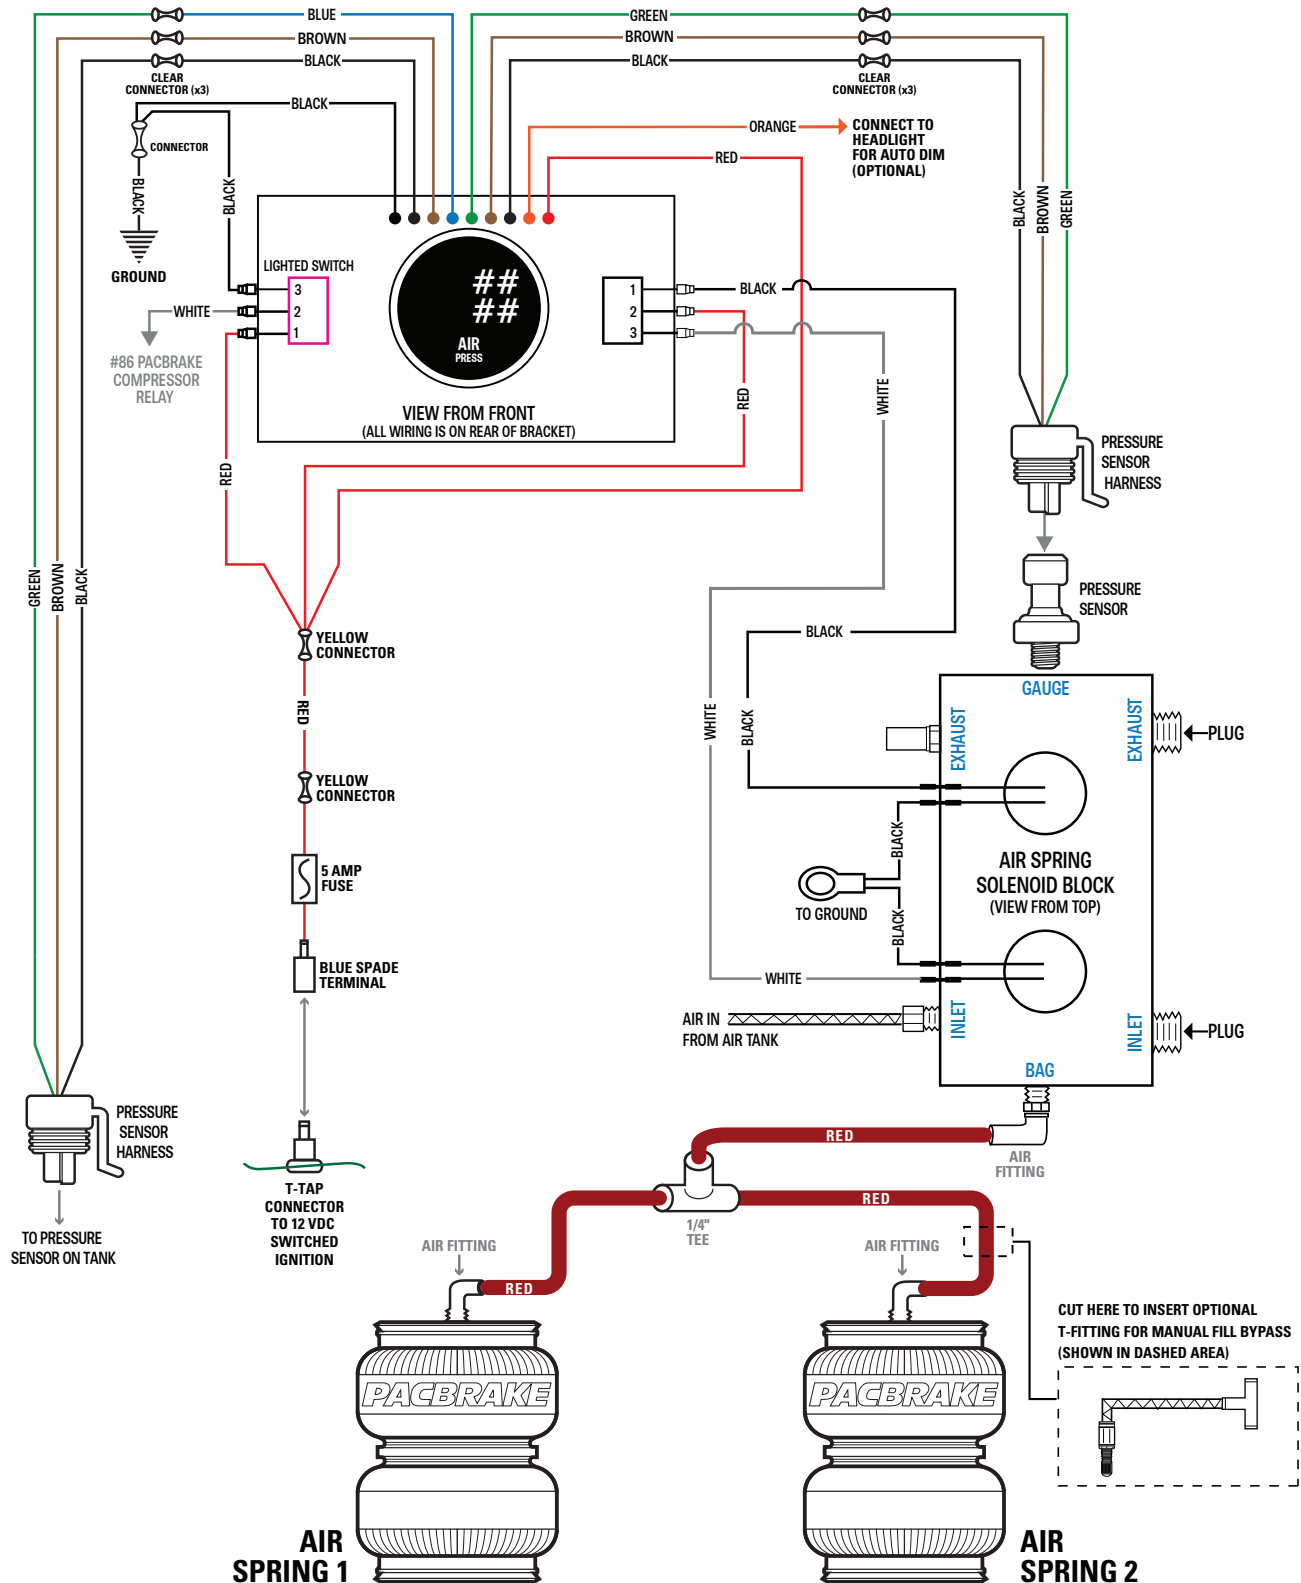 BLUE
GREEN
BROWN
BROWN
BLACK
BLACK
CLEAR
CONNECTOR (x3)
CLEAR
CONNECTOR (x3)
BLACK
CONNECTOR
BLACK
BLACK
GROUND
ORANGE
CONNECT TO
HEADLIGHT
FOR AUTO DIM
(OPTIONAL)
RED
BLACK
BROWN
GREEN
LIGHTED SWITCH
3
2
1
WHITE
#86 PACBRAKE
COMPRESSOR
RELAY
##
##
AIR
PRESS
1
2
3
BLACK
VIEW FROM FRONT
(ALL WIRING IS ON REAR OF BRACKET)
RED
RED
WHITE
PRESSURE
SENSOR
HARNESS
GREEN
BROWN
BLACK
PRESSURE
SENSOR
YELLOW
CONNECTOR
BLACK
RED
WHITE
BLACK
YELLOW
CONNECTOR
5 AMP
FUSE
BLUE SPADE
TERMINAL
GAUGE
EXHAUST
EXHAUST
PLUG
BLACK
TO GROUND
BLACK
AIR SPRING
SOLENOID BLOCK
(VIEW FROM TOP)
WHITE
AIR IN
FROM AIR TANK
INLET
INLET
PLUG
BAG
PRESSURE
SENSOR
HARNESS
TO PRESSURE
SENSOR ON TANK
T-TAP
CONNECTOR
TO 12 VDC
SWITCHED
IGNITION
RED
AIR
FITTING
RED
1/4"
TEE
AIR FITTING
RED
AIR FITTING
CUT HERE TO INSERT OPTIONAL
T-FITTING FOR MANUAL FILL BYPASS
(SHOWN IN DASHED AREA)
PACBRAKE
PACBRAKE
AIR
SPRING 1
AIR
SPRING 2